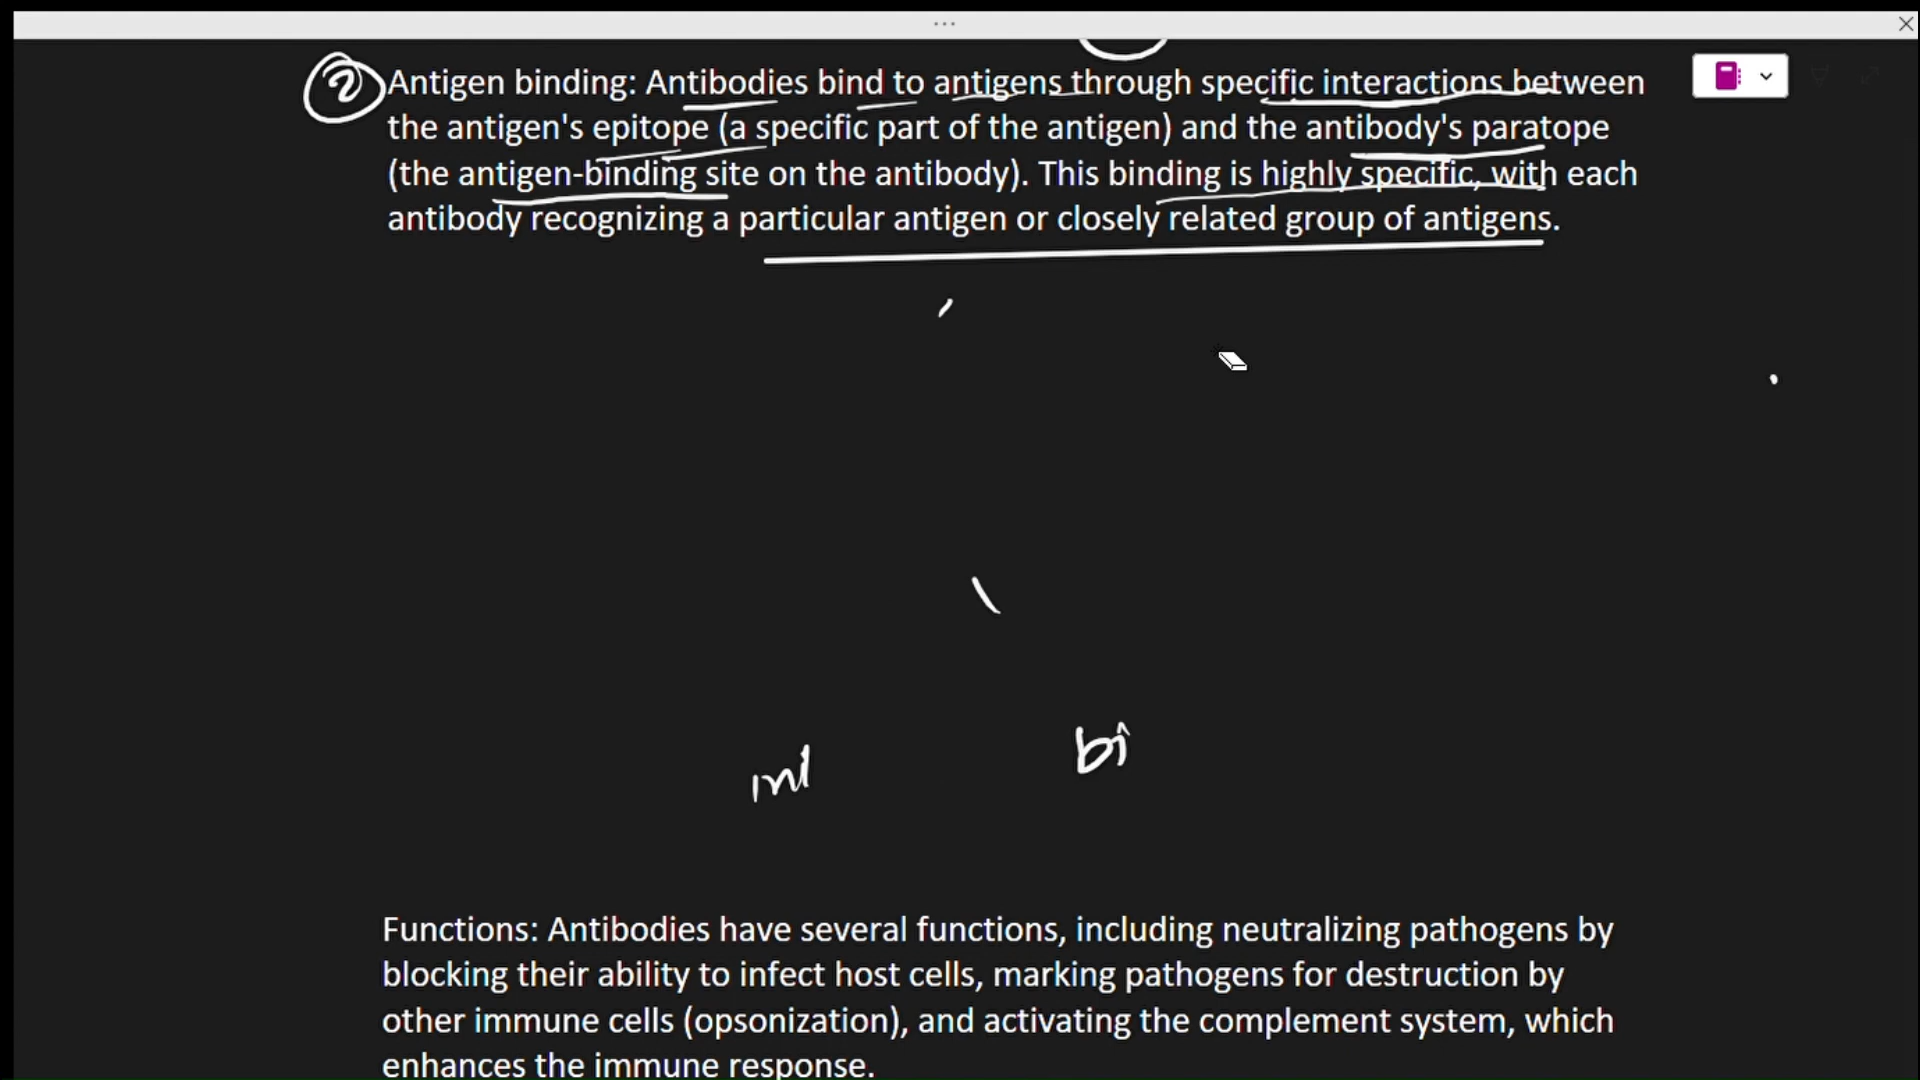 2 Antigen binding: Antibodies bind to antigens through specific interactions between
the antigen's epitope (a specific part of the antigen) and the antibody's paratope
(the antigen-binding site on the antibody). This binding is highly specific, with each
antibody recognizing a particular antigen or closely related group of antigens.
bi
Functions: Antibodies have several functions, including neutralizing pathogens by
blocking their ability to infect host cells, marking pathogens for destruction by
other immune cells (opsonization), and activating the complement system, which
enhances the immune response.